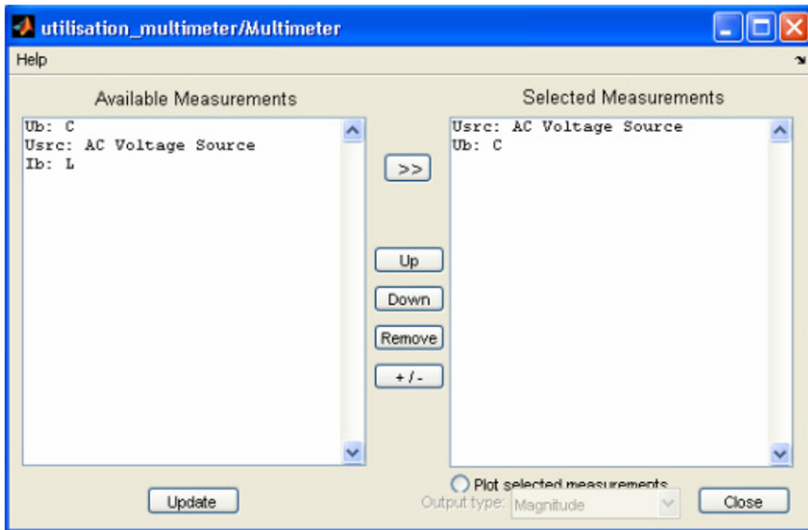 utilisation_multimeter/Multimeter
Help
Available Measurements
Selected Measurements
Ub: C
Usrc: AC Voltage Source
Ib: L
>>
Up
Down
Remove
+ / -
Usrc: AC Voltage Source
Ub: C
Plot selected measurements
Update
Output type:
Magnitude
Close